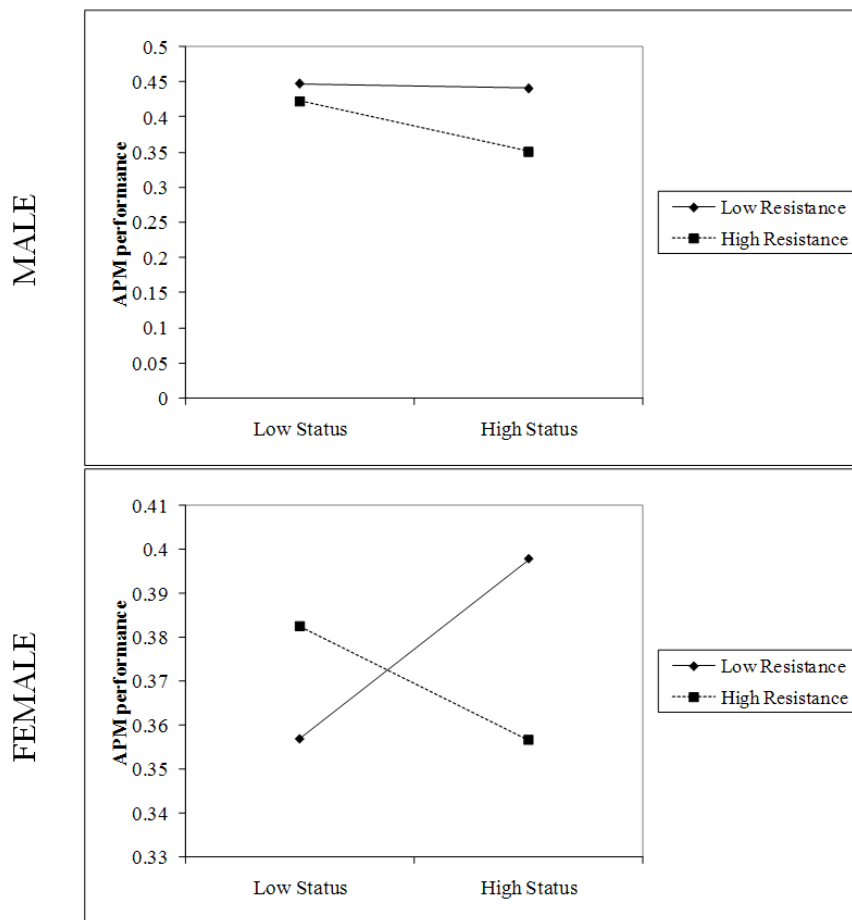 MALE
APM performance
0.5
0.45
0.4
0.35
0.3
0.25
0.2
0.15
0.1
0.05
0
Low Status
High Status
Low Resistance
High Resistance
FEMALE
APM performance
0.41
0.4
0.39
0.38
0.37
0.36
0.35
0.34
0.33
Low Status
High Status
Low Resistance
High Resistance